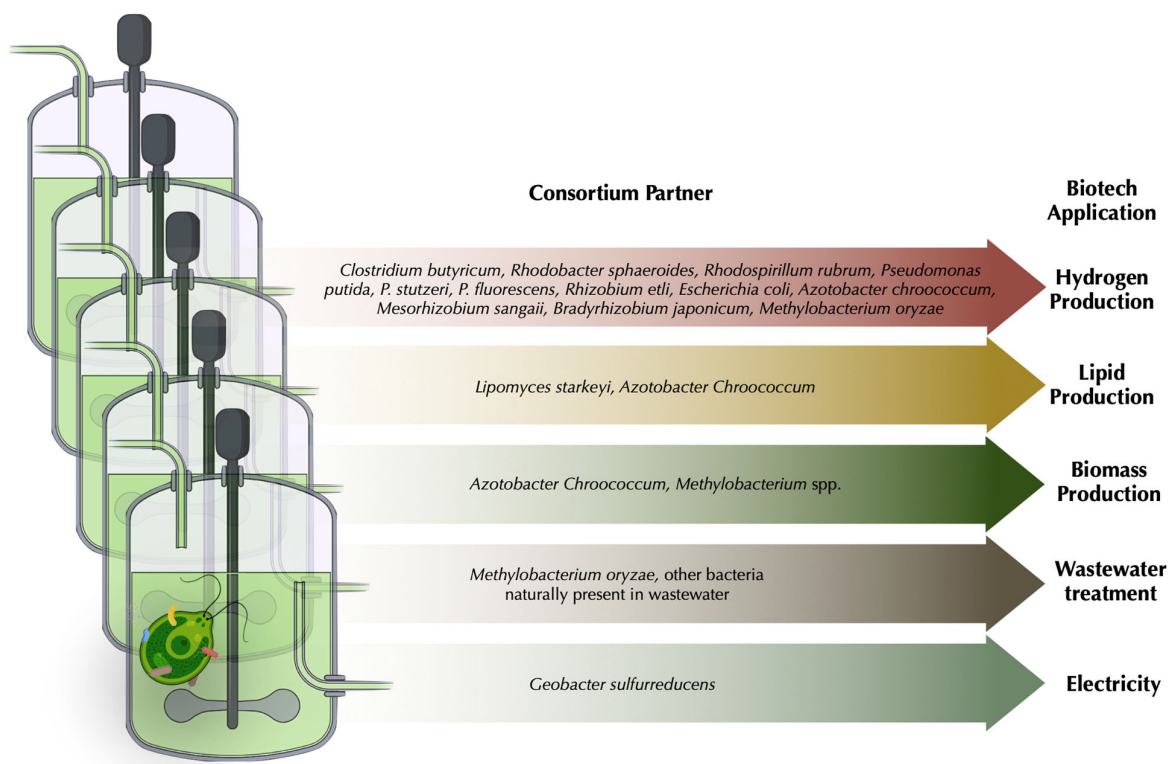 Consortium Partner
Biotech
Application
Clostridium butyricum, Rhodobacter sphaeroides, Rhodospirillum rubrum, Pseudomonas
putida, P. stutzeri, P. fluorescens, Rhizobium etli, Escherichia coli, Azotobacter chroococcum,
Mesorhizobium sangaii, Bradyrhizobium japonicum, Methylobacterium oryzae
Hydrogen
Production
Lipomyces starkeyi, Azotobacter Chroococcum
Lipid
Production
Azotobacter Chroococcum, Methylobacterium spp.
Biomass
Production
Methylobacterium oryzae, other bacteria
naturally present in wastewater
Wastewater
treatment
Geobacter sulfurreducens
Electricity